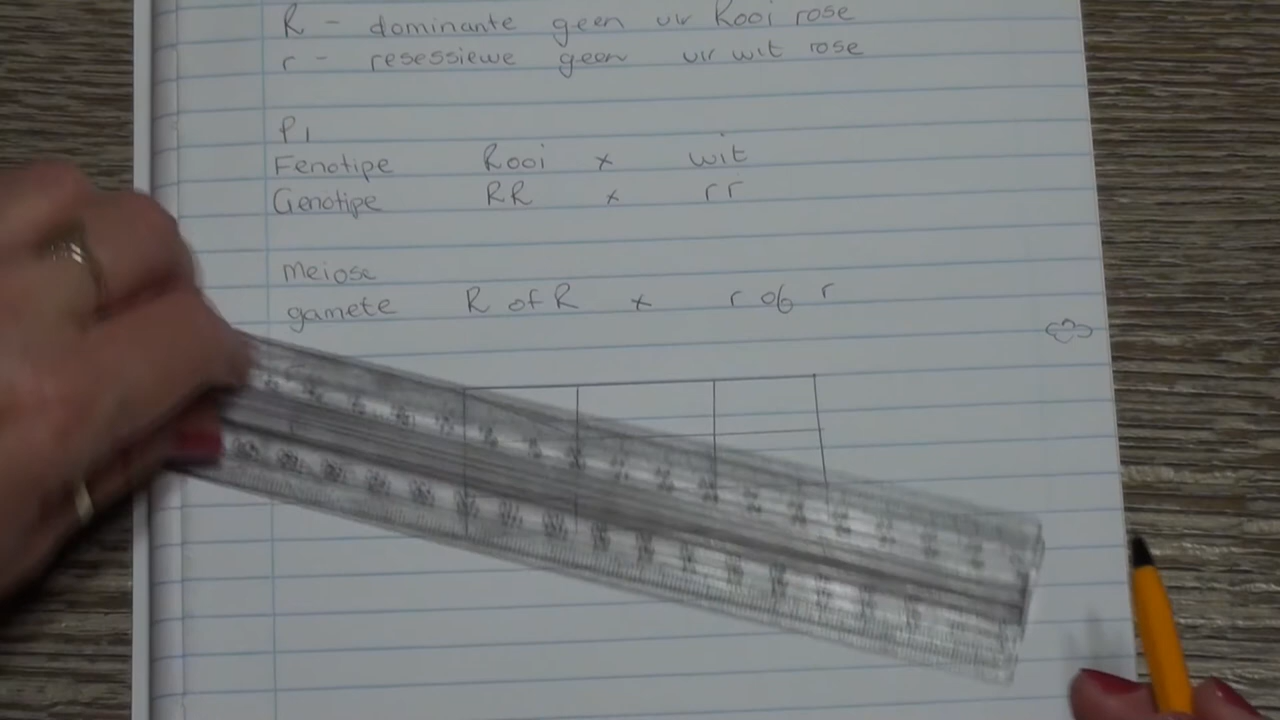 R - dominante geen vir Rooi rose
r - resessiewe geen vir wit rose
P1
Fenotipe Rooi x wit
Genotipe RR x rr
meiose
gamete R of R x r of r